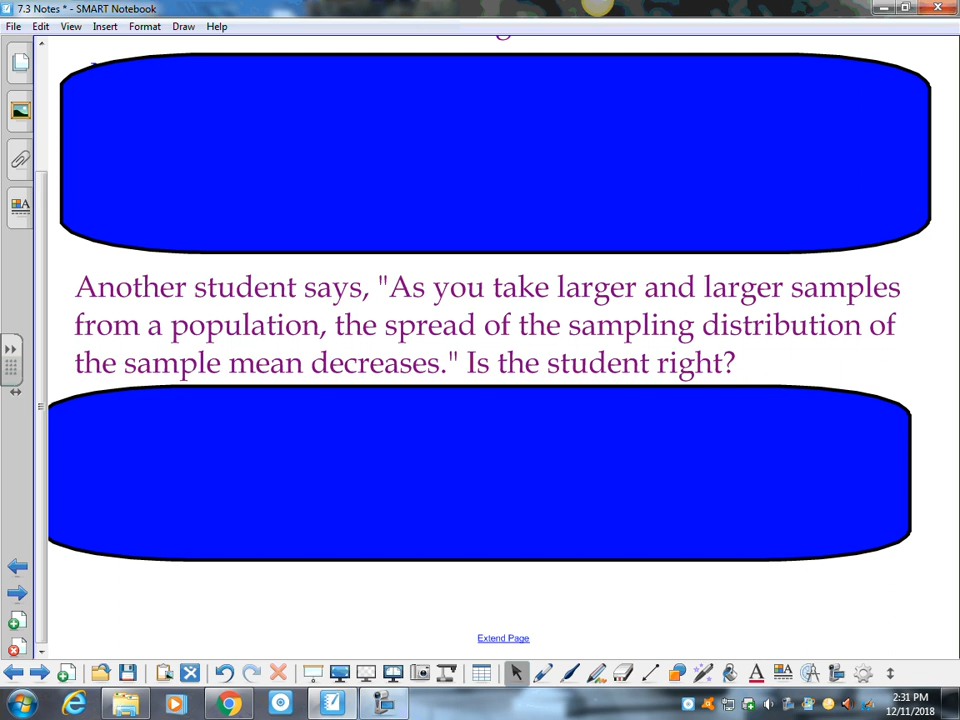 7.3 Notes * - SMART Notebook
File Edit View Insert Format Draw Help
Another student says, "As you take larger and larger samples
from a population, the spread of the sampling distribution of
the sample mean decreases." Is the student right?
Extend Page
2:31 PM
12/11/2018